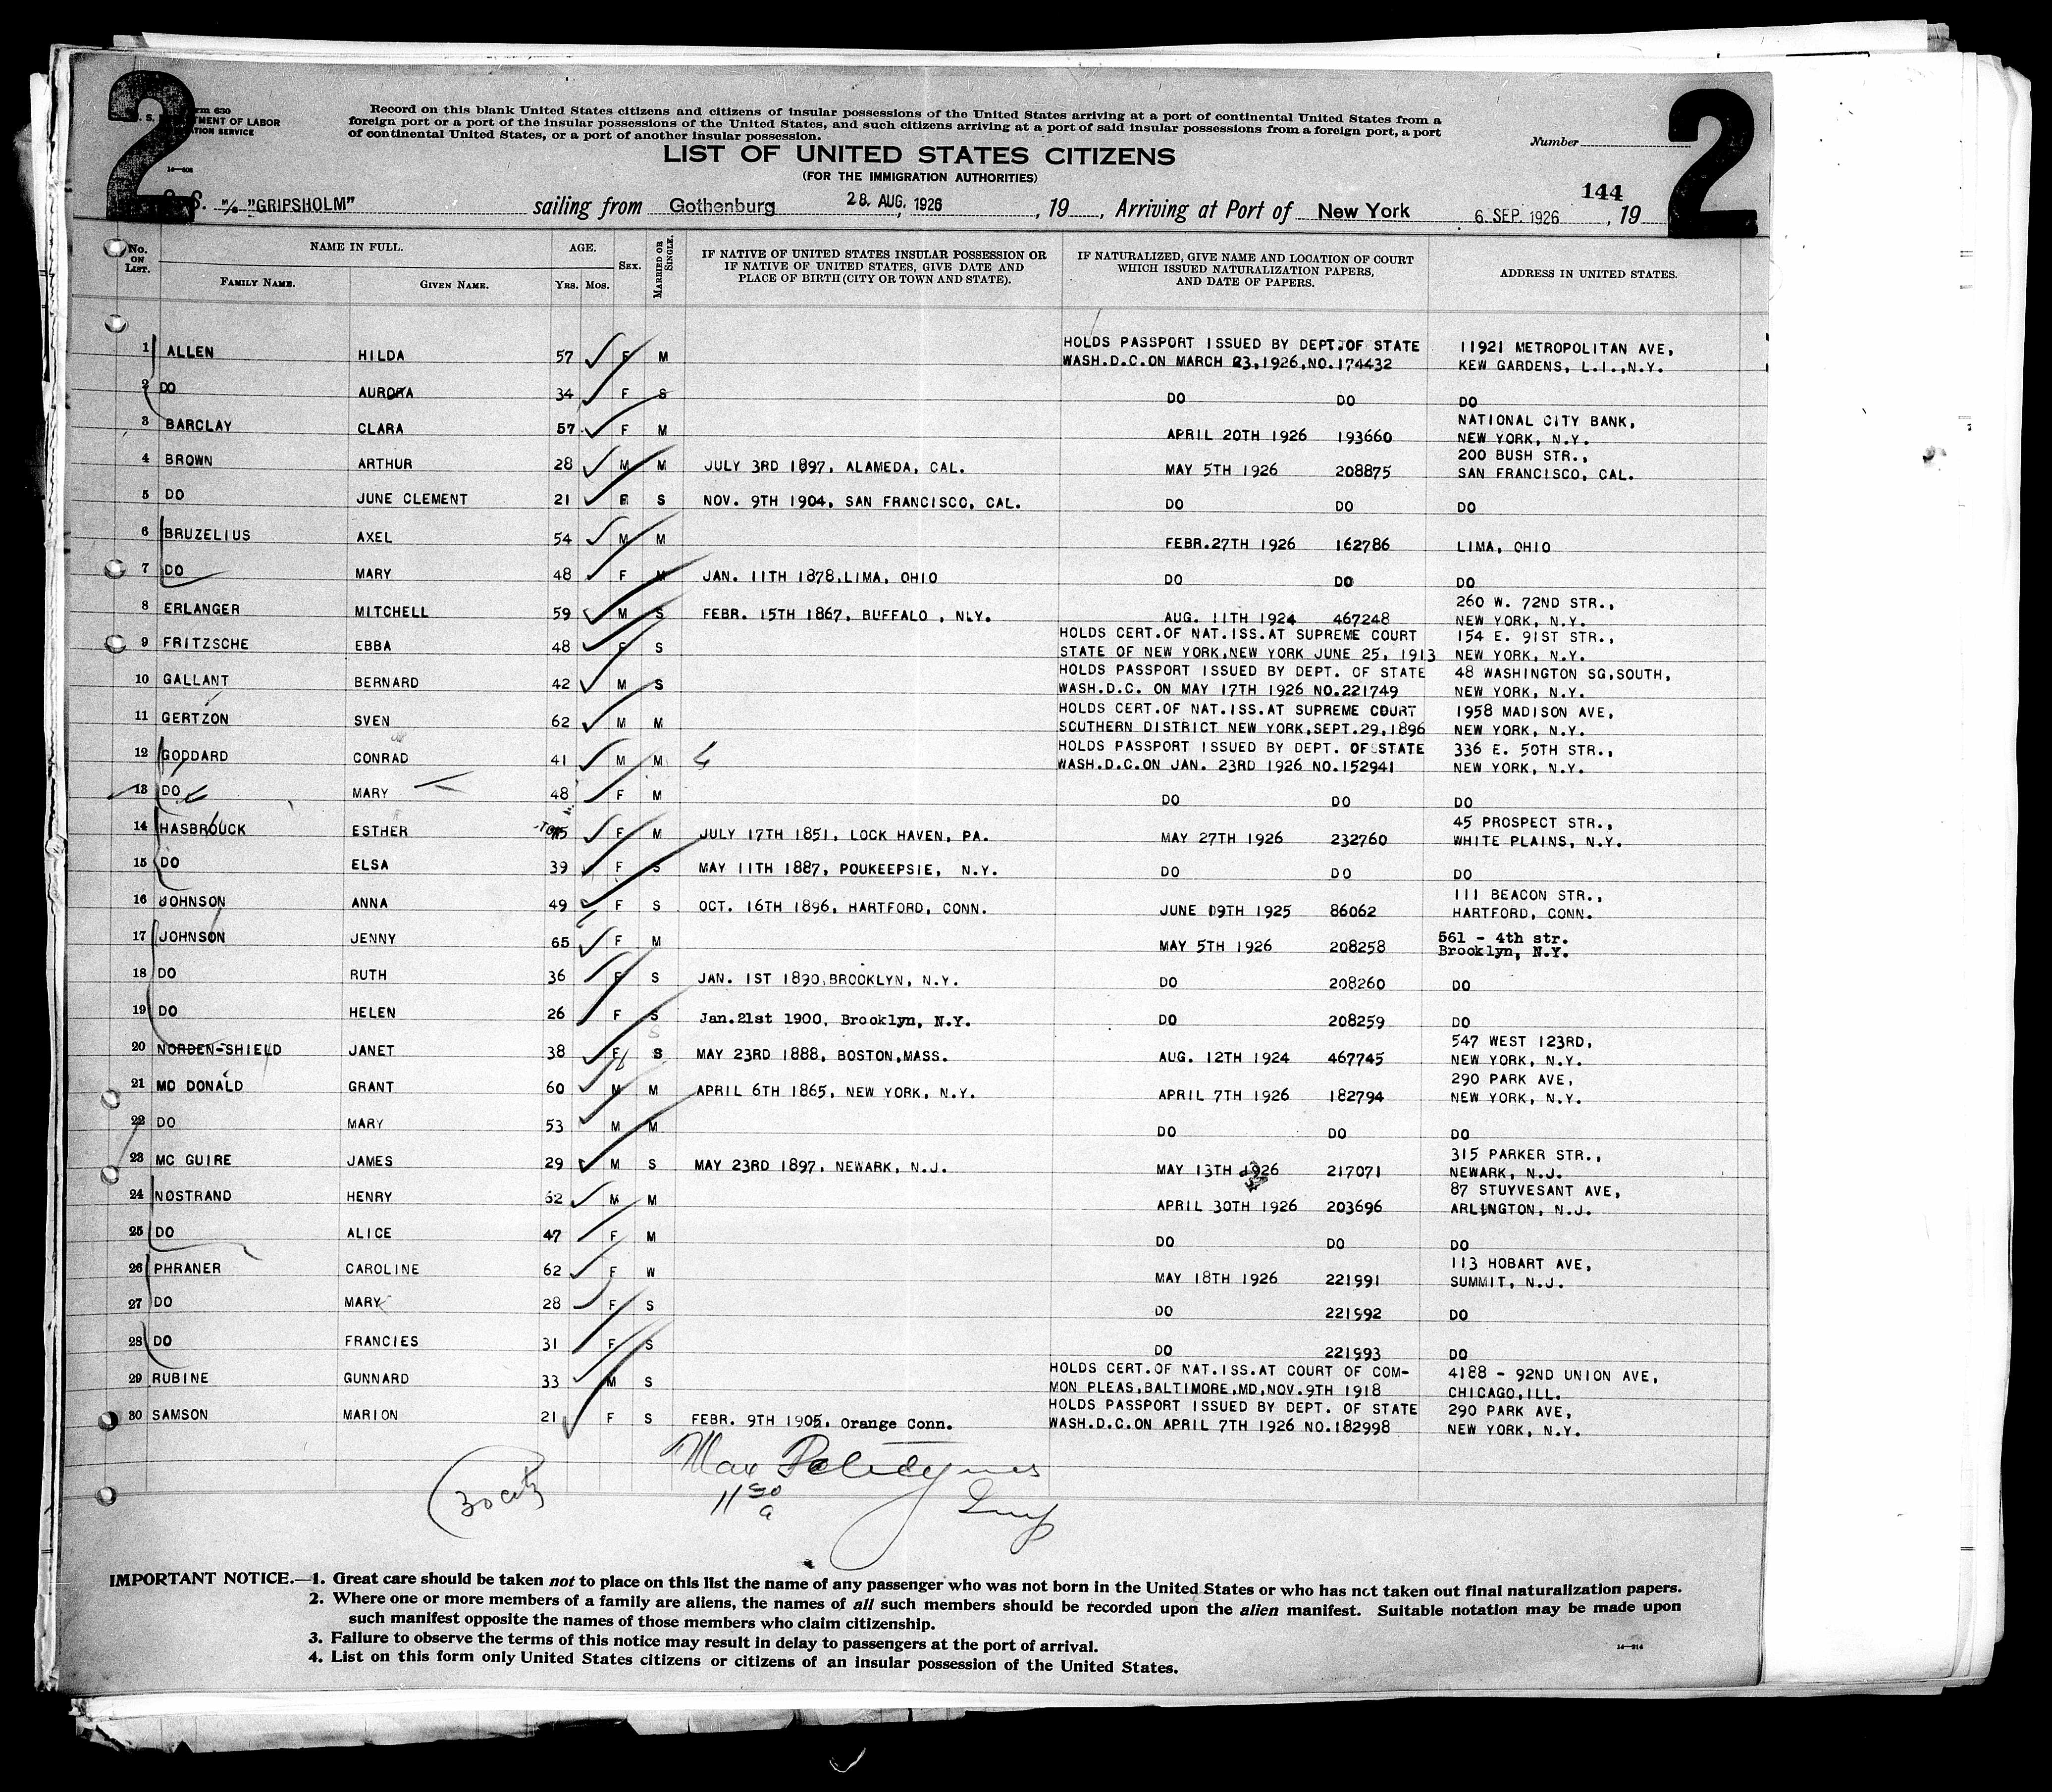 2 2
Form 630
U. S. DEPARTMENT OF LABOR
IMMIGRATION SERVICE
14—608
Record on this blank United States citizens and citizens of insular possessions of the United States arriving at a port of continental United States from a
foreign port or a port of the insular possessions of the United States, and such citizens arriving at a port of said insular possessions from a foreign port, a port
of continental United States, or a port of another insular possession.
Number
LIST OF UNITED STATES CITIZENS
(FOR THE IMMIGRATION AUTHORITIES)
144
S. S. M/S "GRIPSHOLM" sailing from Gothenburg 28. AUG. 1926, 19 , Arriving at Port of New York 6. SEP. 1926, 19
No. ON LIST. NAME IN FULL. FAMILY NAME. GIVEN NAME. AGE. YRS. MOS. SEX. MARRIED OR SINGLE. IF NATIVE OF UNITED STATES INSULAR POSSESSION OR IF NATIVE OF UNITED STATES, GIVE DATE AND PLACE OF BIRTH (CITY OR TOWN AND STATE). IF NATURALIZED, GIVE NAME AND LOCATION OF COURT WHICH ISSUED NATURALIZATION PAPERS, AND DATE OF PAPERS. ADDRESS IN UNITED STATES.
HOLDS PASSPORT ISSUED BY DEPT.OF STATE 11921 METROPOLITAN AVE,
1 ALLEN HILDA 57 F M WASH.D.C.ON MARCH 23,1926,NO.174432 KEW GARDENS, L.I.,N.Y.
2 DO AURORA 34 F S DO DO DO
NATIONAL CITY BANK,
3 BARCLAY CLARA 57 F M APRIL 20TH 1926 193660 NEW YORK, N.Y.
200 BUSH STR.,
4 BROWN ARTHUR 28 M M JULY 3RD 1897, ALAMEDA, CAL. MAY 5TH 1926 208875 SAN FRANCISCO, CAL.
5 DO JUNE CLEMENT 21 F S NOV. 9TH 1904, SAN FRANCISCO, CAL. DO DO DO
6 BRUZELIUS AXEL 54 M M FEBR.27TH 1926 162786 LIMA, OHIO
7 DO MARY 48 F M JAN. 11TH 1878,LIMA, OHIO DO DO DO
260 W. 72ND STR.,
8 ERLANGER MITCHELL 59 M S FEBR. 15TH 1867, BUFFALO , N.Y. AUG. 11TH 1924 467248 NEW YORK, N.Y.
HOLDS CERT.OF NAT.ISS.AT SUPREME COURT 154 E. 91ST STR.,
9 FRITZSCHE EBBA 48 F S STATE OF NEW YORK,NEW YORK JUNE 25, 1913 NEW YORK, N.Y.
HOLDS PASSPORT ISSUED BY DEPT. OF STATE 48 WASHINGTON SG,SOUTH,
10 GALLANT BERNARD 42 M S WASH.D.C. ON MAY 17TH 1926 NO.221749 NEW YORK, N.Y.
HOLDS CERT.OF NAT.ISS.AT SUPREME COURT 1958 MADISON AVE,
11 GERTZON SVEN 62 M M SOUTHERN DISTRICT NEW YORK,SEPT.29,1896 NEW YORK, N.Y.
HOLDS PASSPORT ISSUED BY DEPT. OF STATE 336 E. 50TH STR.,
12 GODDARD CONRAD 41 M M WASH.D.C.ON JAN. 23RD 1926 NO.152941 NEW YORK, N.Y.
13 DO MARY 48 F M DO DO DO
45 PROSPECT STR.,
14 HASBROUCK ESTHER 75 F M JULY 17TH 1851, LOCK HAVEN, PA. MAY 27TH 1926 232760 WHITE PLAINS, N.Y.
15 DO ELSA 39 F S MAY 11TH 1887, POUKEEPSIE, N.Y. DO DO DO
111 BEACON STR.,
16 JOHNSON ANNA 49 F S OCT. 16TH 1896, HARTFORD, CONN. JUNE 19TH 1925 86062 HARTFORD, CONN.
561 - 4th str.
17 JOHNSON JENNY 65 F M MAY 5TH 1926 208258 Brooklyn, N.Y.
18 DO RUTH 36 F S JAN. 1ST 1890,BROOKLYN, N.Y. DO 208260 DO
19 DO HELEN 26 F S Jan.21st 1900, Brooklyn, N.Y. DO 208259 DO
547 WEST 123RD,
20 NORDEN-SHIELD JANET 38 F S MAY 23RD 1888, BOSTON,MASS. AUG. 12TH 1924 467745 NEW YORK, N.Y.
290 PARK AVE,
21 MD DONALD GRANT 60 M M APRIL 6TH 1865, NEW YORK, N.Y. APRIL 7TH 1926 182794 NEW YORK, N.Y.
22 DO MARY 53 M M DO DO DO
315 PARKER STR.,
23 MC GUIRE JAMES 29 M S MAY 23RD 1897, NEWARK, N.J. MAY 13TH 1926 217071 NEWARK, N.J.
87 STUYVESANT AVE,
24 NOSTRAND HENRY 62 M M APRIL 30TH 1926 203696 ARLINGTON, N.J.
25 DO ALICE 47 F M DO DO DO
113 HOBART AVE,
26 PHRANER CAROLINE 62 F W MAY 18TH 1926 221991 SUMMIT, N.J.
27 DO MARY 28 F S DO 221992 DO
28 DO FRANCIES 31 F S DO 221993 DO
HOLDS CERT.OF NAT.ISS.AT COURT OF COM- 4188 - 92ND UNION AVE,
29 RUBINE GUNNARD 33 M S MON PLEAS,BALTIMORE,MD,NOV.9TH 1918 CHICAGO,ILL.
HOLDS PASSPORT ISSUED BY DEPT. OF STATE 290 PARK AVE,
30 SAMSON MARION 21 F S FEBR. 9TH 1905, Orange Conn. WASH.D.C.ON APRIL 7TH 1926 NO.182998 NEW YORK, N.Y.
Max
30 cit 11 30 a Insp
IMPORTANT NOTICE.—1. Great care should be taken not to place on this list the name of any passenger who was not born in the United States or who has not taken out final naturalization papers.
2. Where one or more members of a family are aliens, the names of all such members should be recorded upon the alien manifest. Suitable notation may be made upon
such manifest opposite the names of those members who claim citizenship.
3. Failure to observe the terms of this notice may result in delay to passengers at the port of arrival.
4. List on this form only United States citizens or citizens of an insular possession of the United States.
14—214